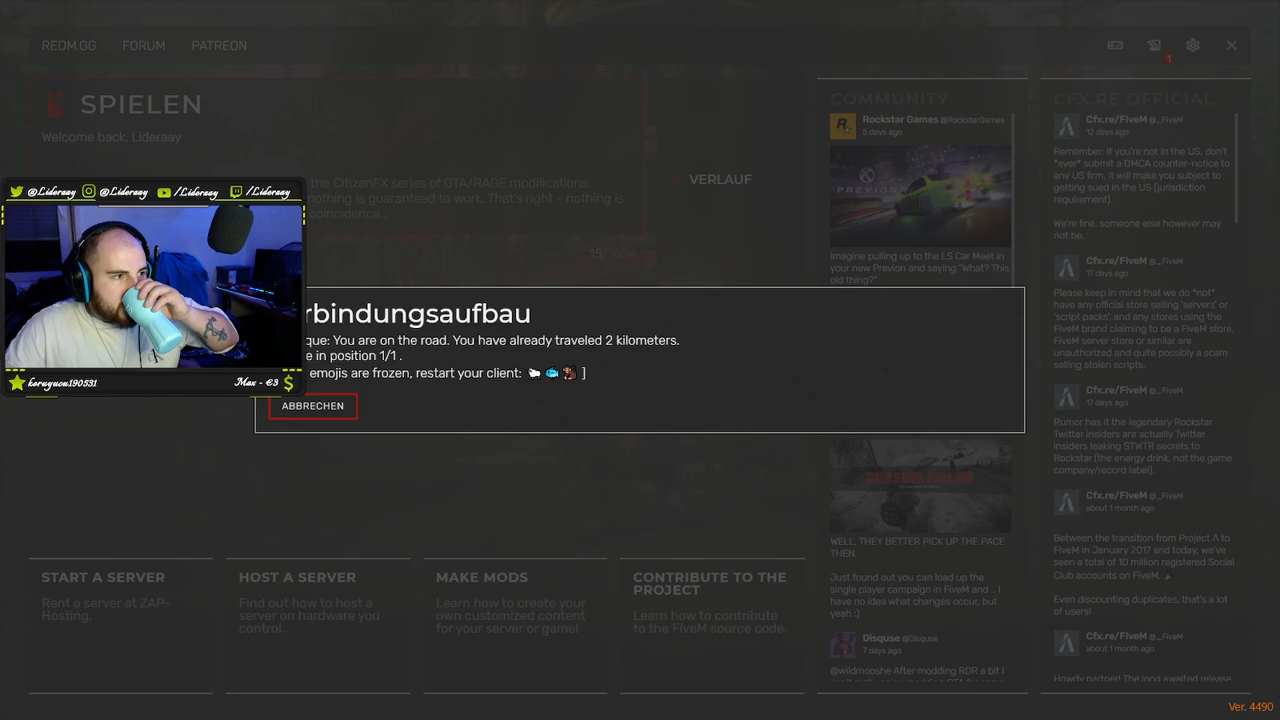 REDM.GG FORUM PATREON
1
SPIELEN
Welcome back, Lideraay
the CitizenFX series of GTA/RAGE modifications.
nothing is guaranteed to work. That's right - nothing is
coincidence...
15/1024
VERLAUF
@Lideraay @Lideraay /Lideraay /Lideraay
koruyucu190531 Max - €3
rbindungsaufbau
que: You are on the road. You have already traveled 2 kilometers.
e in position 1/1 .
emojis are frozen, restart your client: 🐑 🐟 🐿 ]
ABBRECHEN
START A SERVER
Rent a server at ZAP-
Hosting.
HOST A SERVER
Find out how to host a
server on hardware you
control.
MAKE MODS
Learn how to create your
own customized content
for your server or game!
CONTRIBUTE TO THE
PROJECT
Learn how to contribute
to the FiveM source code.
COMMUNITY
Rockstar Games @RockstarGames
5 days ago
PREVION
Imagine pulling up to the LS Car Meet in
your new Previon and saying "What? This
old thing?"
WELL, THEY BETTER PICK UP THE PACE
THEN.
Just found out you can load up the
single player campaign in FiveM and .. I
have no idea what changes occur, but
yeah :)
Disquse @Disquse
7 days ago
@wildmooshe After modding RDR a bit I
CFX.RE OFFICIAL
Cfx.re/FiveM @_FiveM
12 days ago
Remember: if you're not in the US, don't
*ever* submit a DMCA counter-notice to
any US firm, it will make you subject to
getting sued in the US (jurisdiction
requirement).
We're fine, someone else however may
not be.
Cfx.re/FiveM @_FiveM
17 days ago
Please keep in mind that we do *not*
have any official store selling 'servers' or
'script packs', and any stores using the
FiveM brand claiming to be a FiveM store,
FiveM server store or similar are
unauthorized and quite possibly a scam
selling stolen scripts.
Cfx.re/FiveM @_FiveM
17 days ago
Rumor has it the legendary Rockstar
Twitter insiders are actually Twitter
insiders leaking $TWTR secrets to
Rockstar (the energy drink, not the game
company/record label).
Cfx.re/FiveM @_FiveM
about 1 month ago
Between the transition from Project Λ to
FiveM in January 2017 and today, we've
seen a total of 10 million registered Social
Club accounts on FiveM. 🎉
Even discounting duplicates, that's a lot
of users!
Cfx.re/FiveM @_FiveM
about 1 month ago
Howdy partner! The long awaited release
Ver. 4490